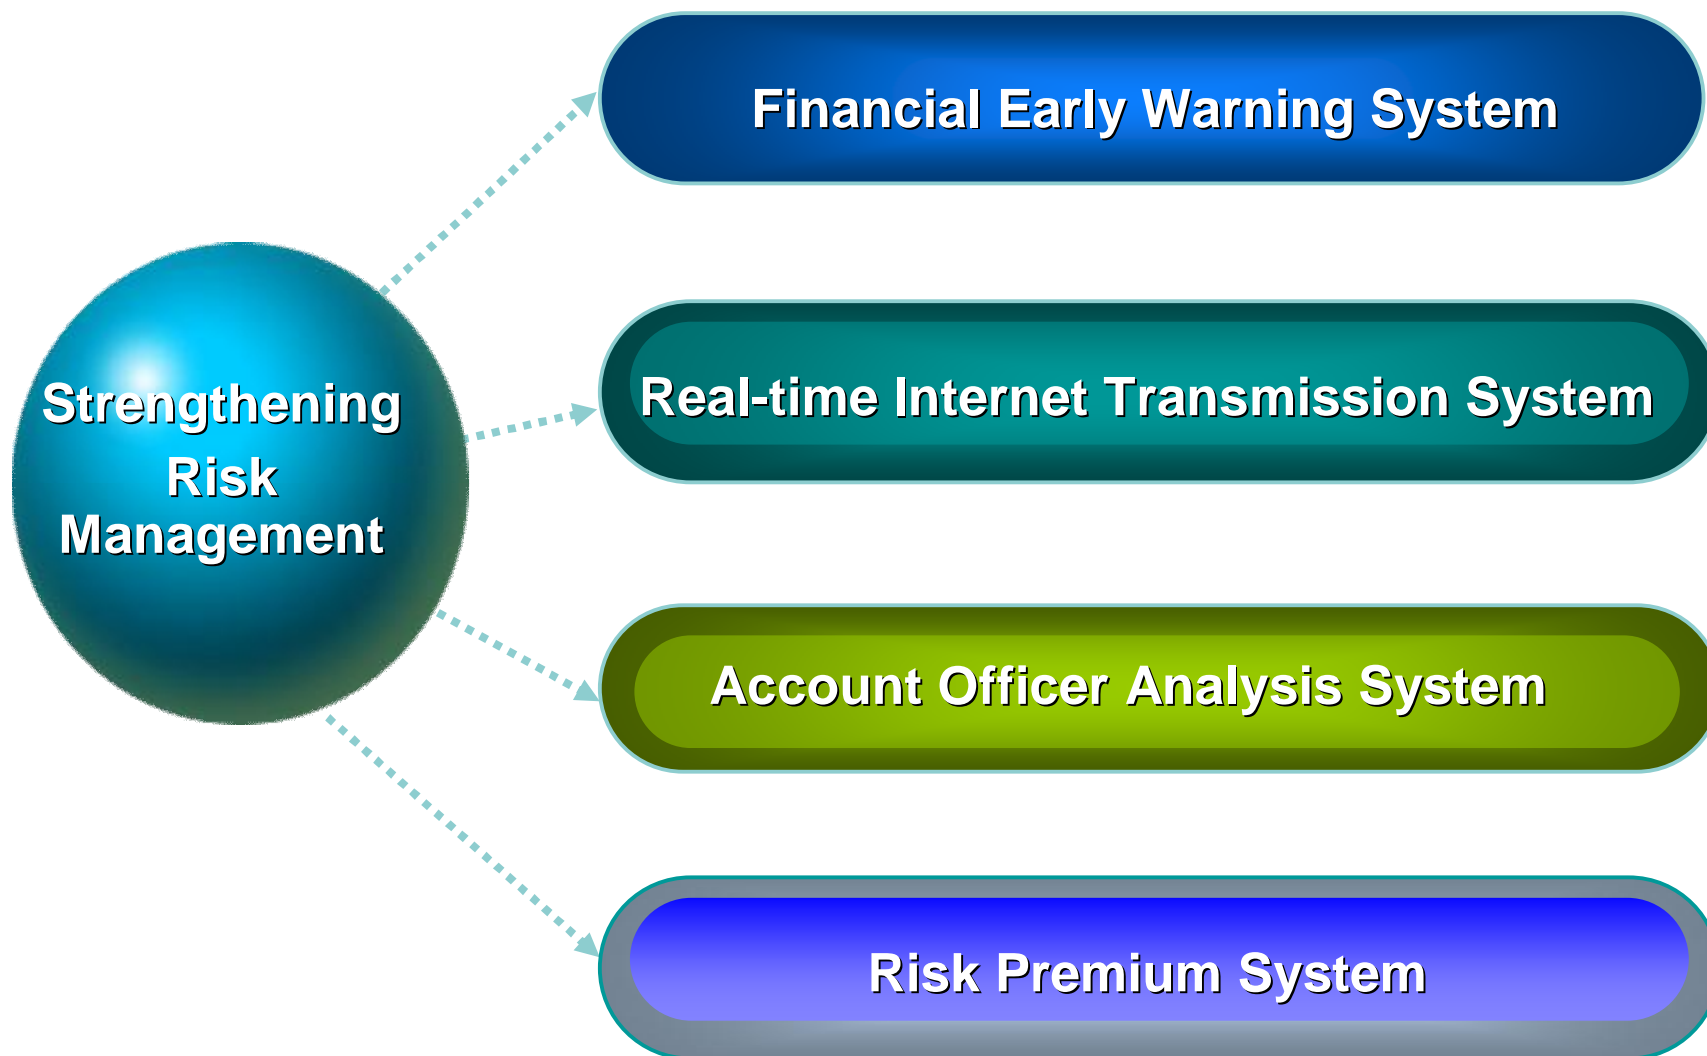 Financial Early Warning System
Real-time Internet Transmission System
Strengthening
Risk
Management
Account Officer Analysis System
Risk Premium System